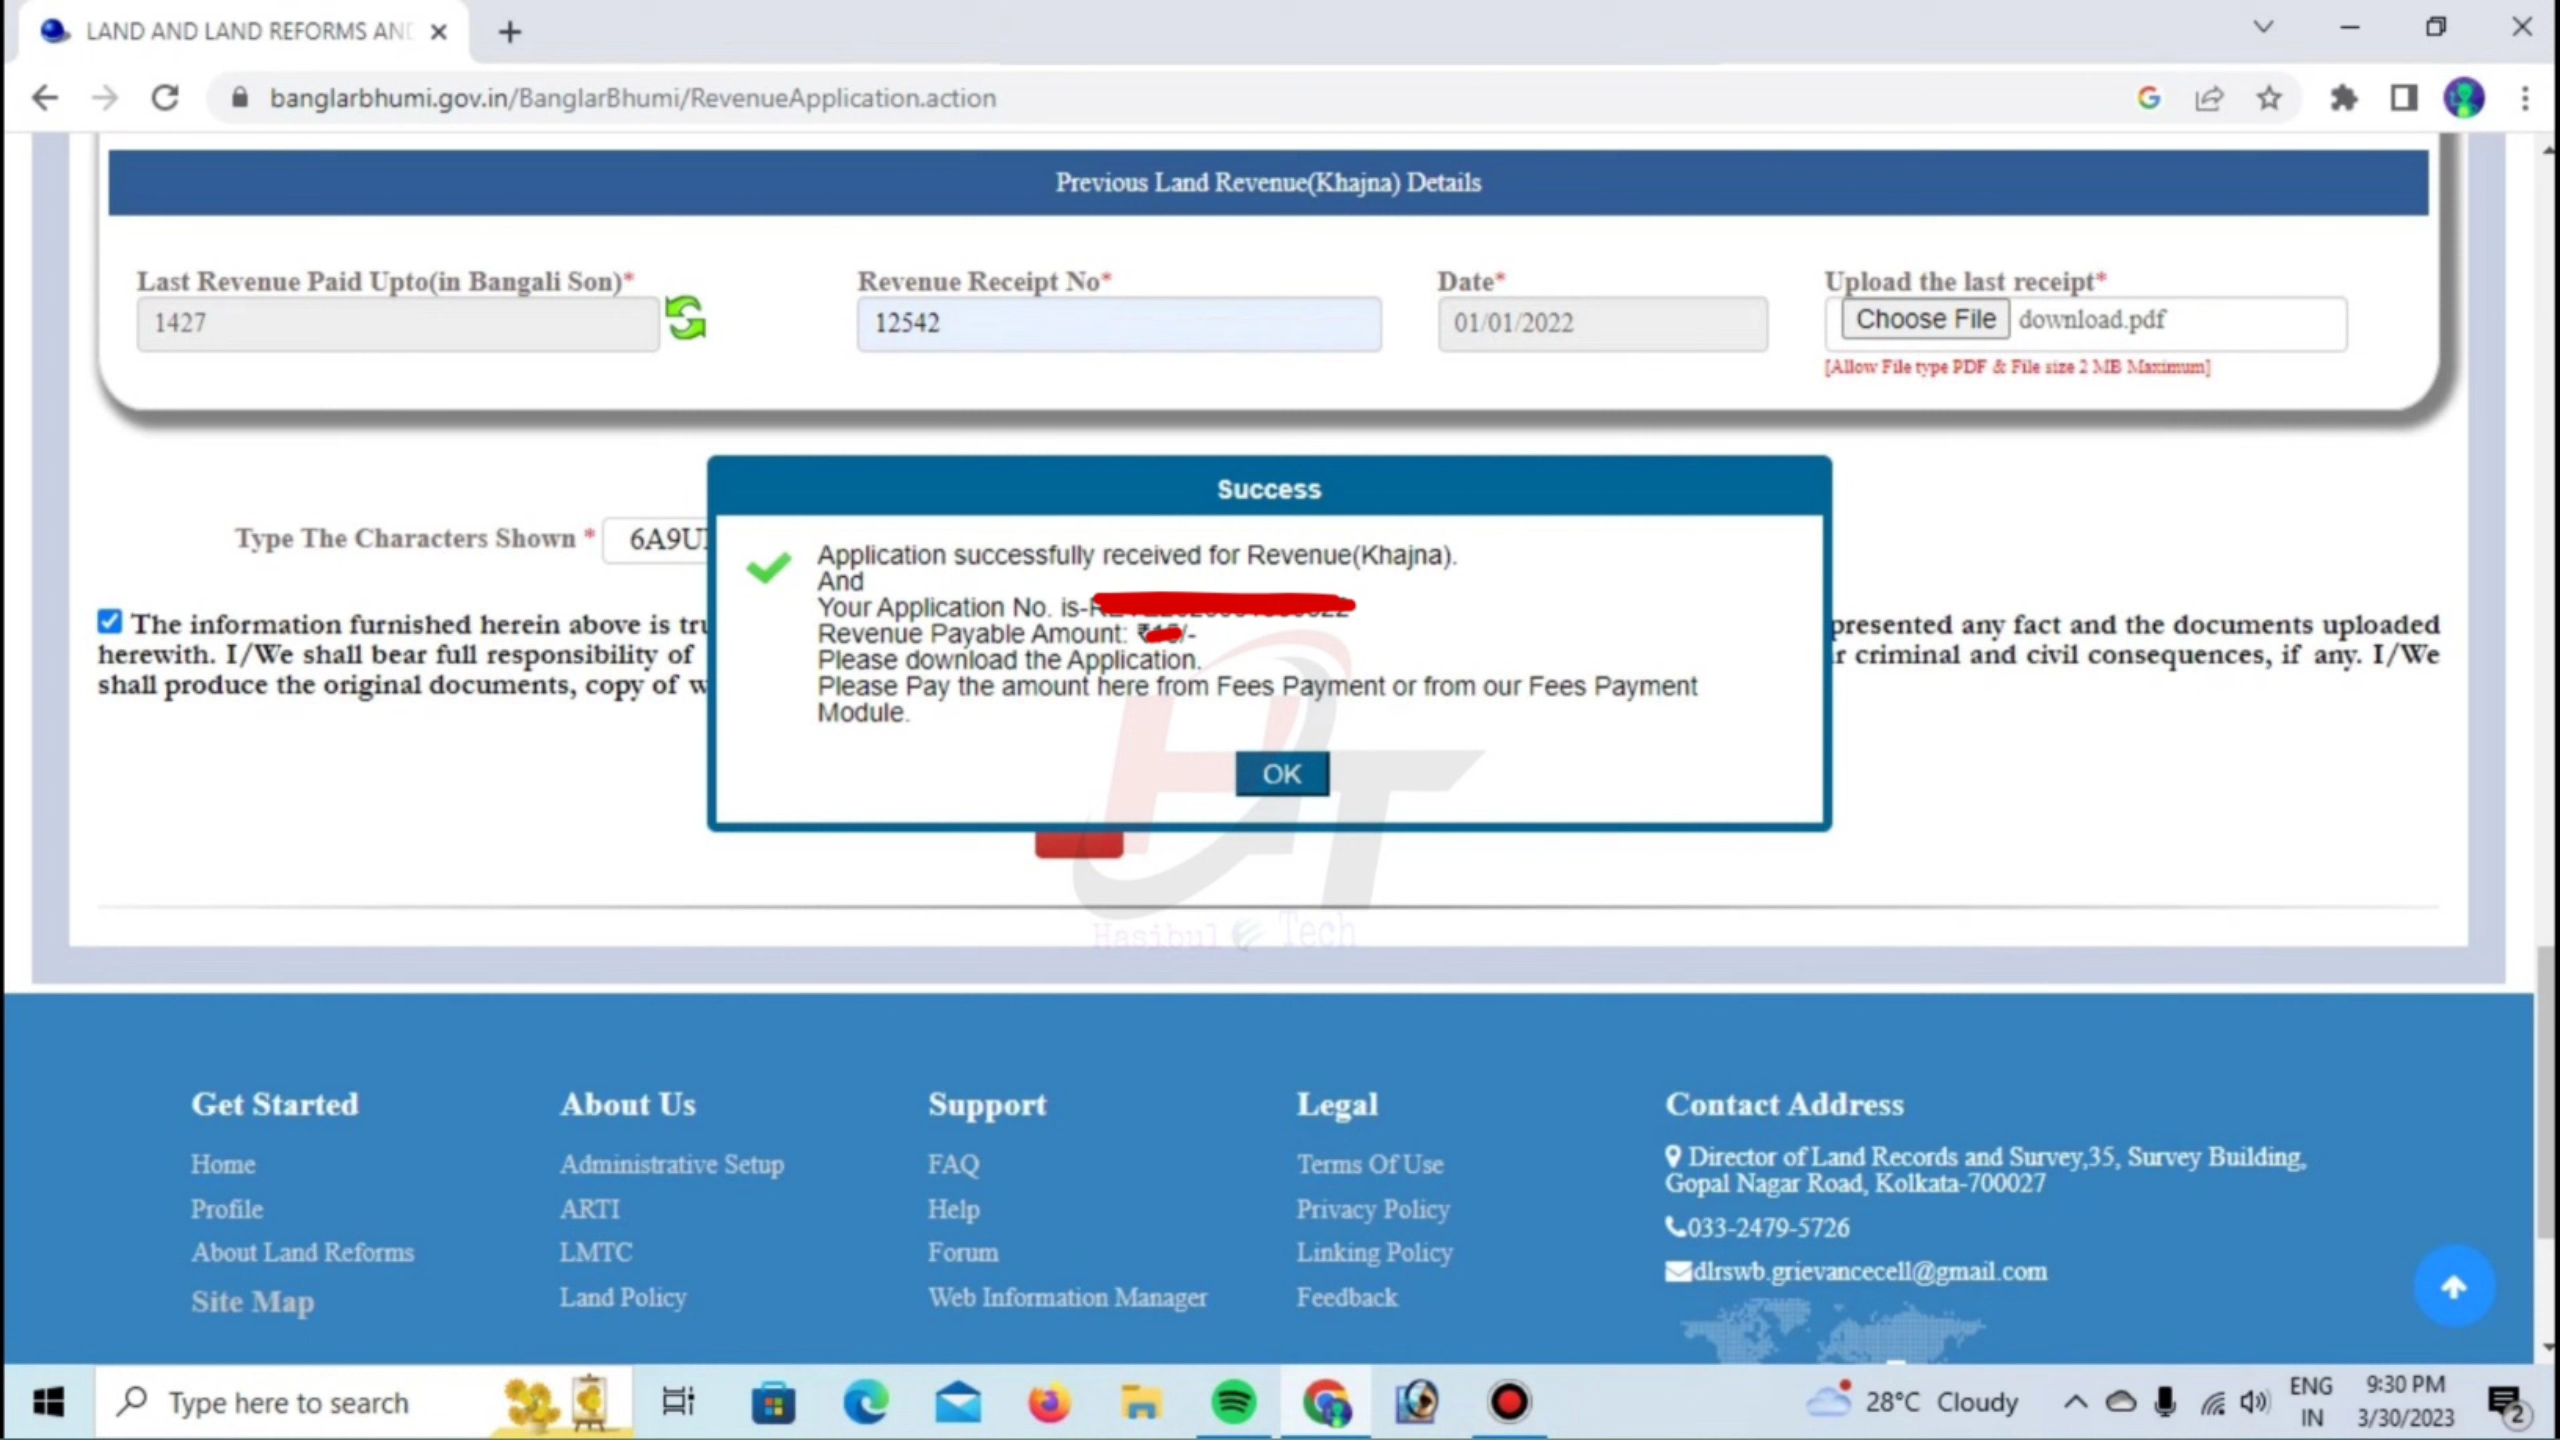 LAND AND LAND REFORMS AND
banglarbhumi.gov.in/BanglarBhumi/RevenueApplication.action
Previous Land Revenue(Khajna) Details
Last Revenue Paid Upto(in Bangali Son)*
Revenue Receipt No*
Date*
Upload the last receipt*
1427
12542
01/01/2022
Choose File download.pdf
[Allow File type PDF & File size 2 MB Maximum]
Type The Characters Shown *
Success
Application successfully received for Revenue(Khajna).
And
Your Application No. is-
Revenue Payable Amount: ₹ /-
Please download the Application.
Please Pay the amount here from Fees Payment or from our Fees Payment
Module.
OK
The information furnished herein above is presented any fact and the documents uploaded
herewith. I/We shall bear full responsibility of criminal and civil consequences, if any. I/We
shall produce the original documents, copy of
Hasibul Tech
Get Started
Home
Profile
About Land Reforms
Site Map
About Us
Administrative Setup
ARTI
LMTC
Land Policy
Support
FAQ
Help
Forum
Web Information Manager
Legal
Terms Of Use
Privacy Policy
Linking Policy
Feedback
Contact Address
Director of Land Records and Survey,35, Survey Building,
Gopal Nagar Road, Kolkata-700027
033-2479-5726
dlrswb.grievancecell@gmail.com
Type here to search
28°C Cloudy
ENG
IN
9:30 PM
3/30/2023
2